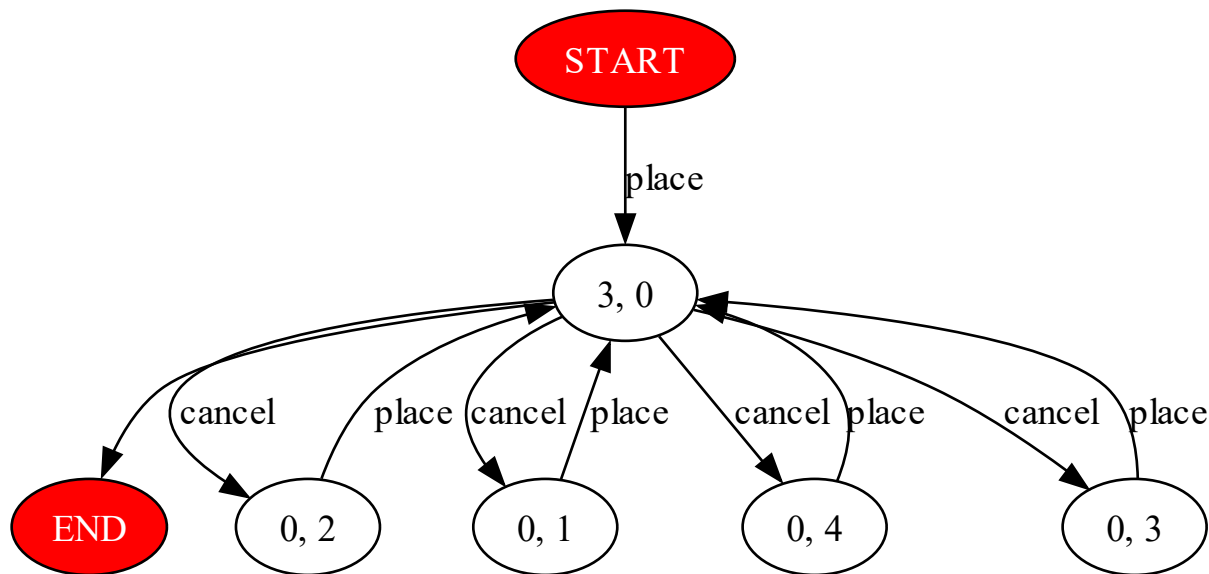 START
place
3, 0
cancel
place
cancel
place
cancel
place
cancel
place
END
0, 2
0, 1
0, 4
0, 3